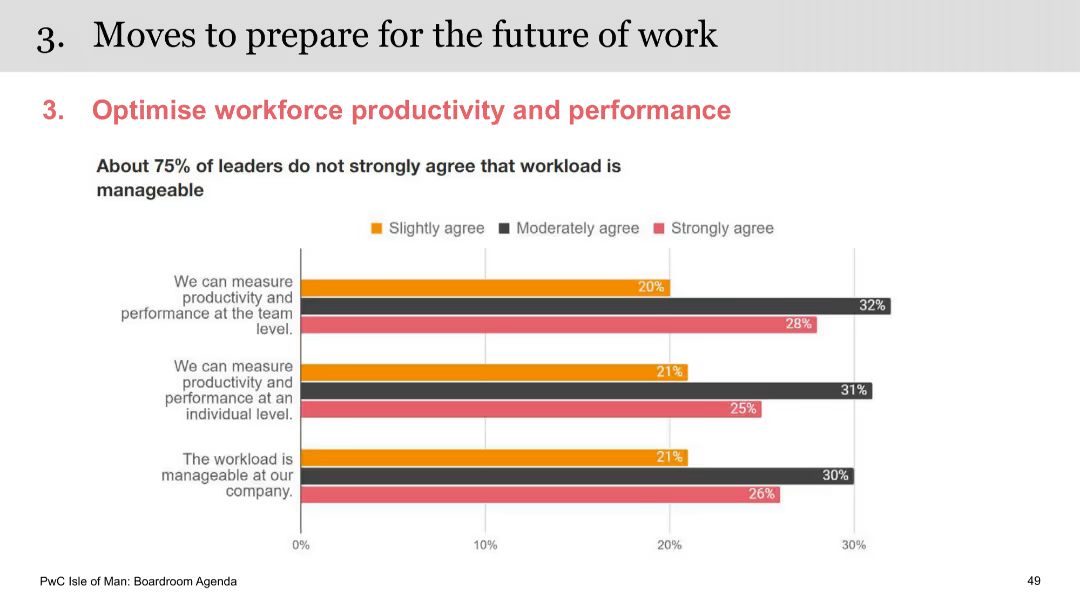 3. Moves to prepare for the future of work
3. Optimise workforce productivity and performance
About 75% of leaders do not strongly agree that workload is
manageable
Slightly agree Moderately agree Strongly agree
We can measure
productivity and
performance at the team
level.
20%
32%
28%
We can measure
productivity and
performance at an
individual level.
21%
31%
25%
The workload is
manageable at our
company.
21%
30%
26%
0% 10% 20% 30%
PwC Isle of Man: Boardroom Agenda
49